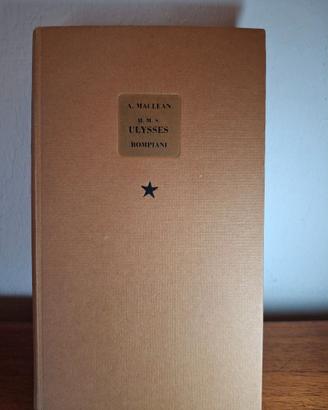 A. MACLEAN
H. M. S.
ULYSSES
BOMPIANI